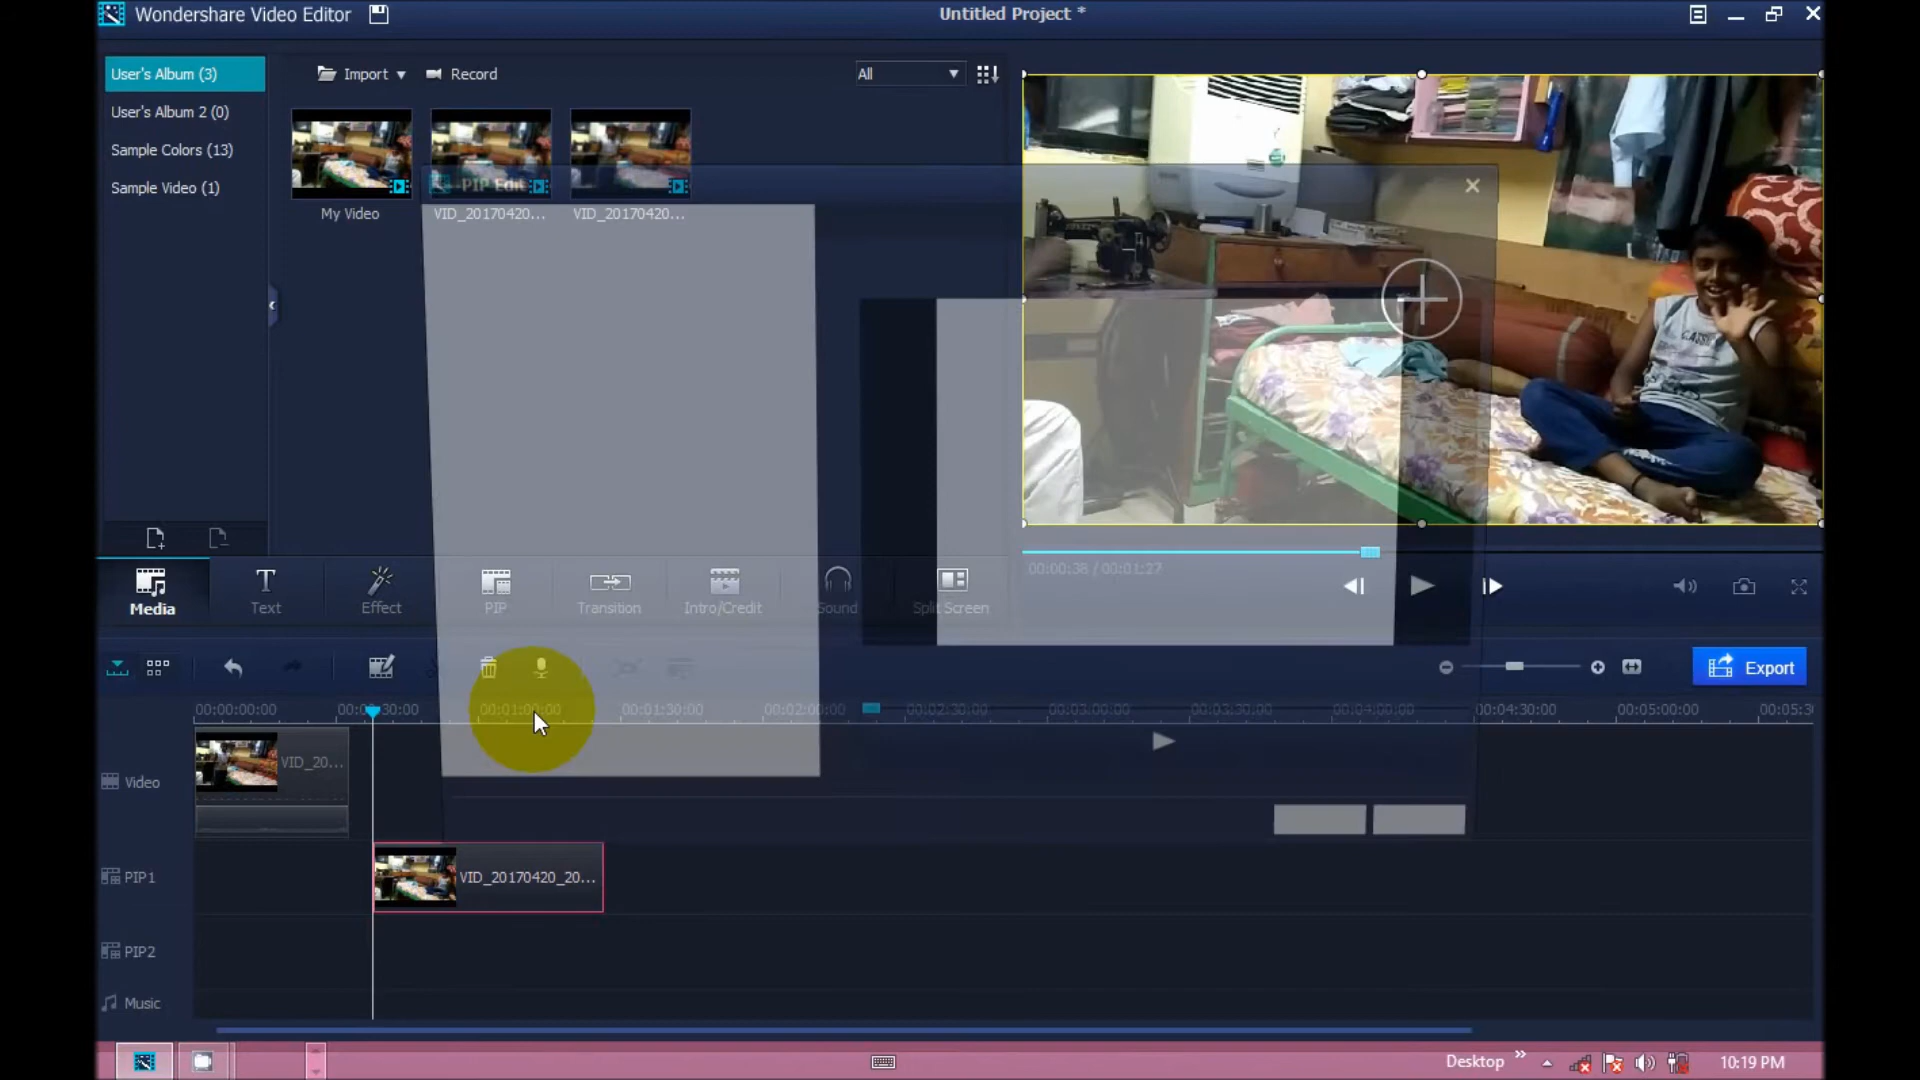 Wondershare Video Editor
Untitled Project *
User's Album (3)
User's Album 2 (0)
Sample Colors (13)
Sample Video (1)
Import
Record
All
PIP Edit
My Video
VID_20170420...
VID_20170420...
CLASSIC
00:00:38 / 00:01:27
Media
Text
Effect
PIP
Transition
Intro/Credit
Sound
Split Screen
Export
00:00:00:00
00:00:30:00
00:01:00:00
00:01:30:00
00:02:00:00
00:02:30:00
00:03:00:00
00:03:30:00
00:04:00:00
00:04:30:00
00:05:00:00
00:05:3
Video
VID_20...
PIP1
VID_20170420_20...
PIP2
Music
Desktop
10:19 PM